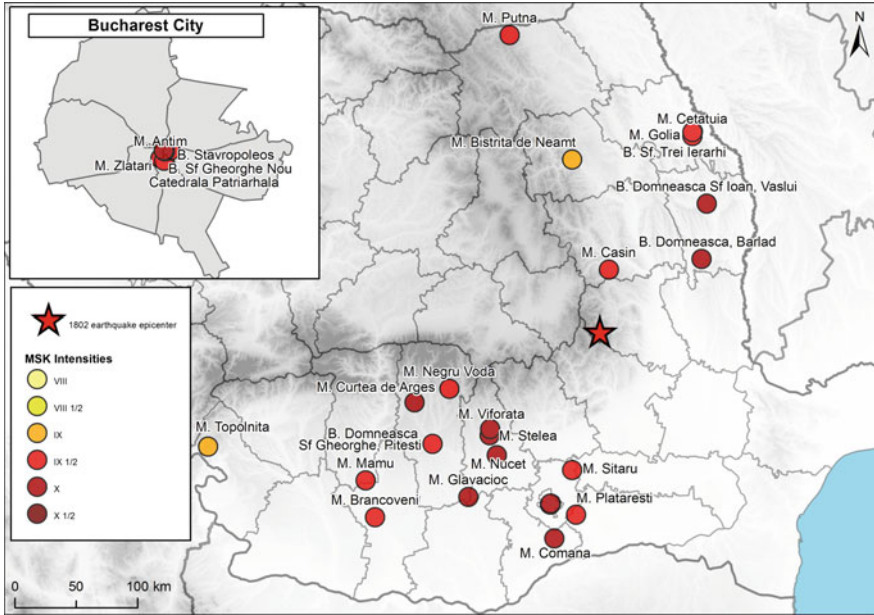 Bucharest City
M. Antim
B. Stavropoleos
M. Zlatari
B. Sf Gheorghe Nou
Catedrala Patriarhala
1802 earthquake epicenter
MSK Intensities
VIII
VIII 1/2
IX
IX 1/2
X
X 1/2
0 50 100 km
N
M. Putna
M. Cetatuia
M. Golia
B. Sf. Trei Ierarhi
M. Bistrita de Neamt
B. Domneasca Sf Ioan, Vaslui
B. Domneasca, Barlad
M. Casin
M. Negru Voda
M. Curtea de Arges
M. Viforata
M. Topolnita
B. Domneasca
Sf Gheorghe, Pitesti
M. Stelea
M. Nucet
M. Mamu
M. Sitaru
M. Glavacioc
M. Brancoveni
M. Plataresti
M. Comana